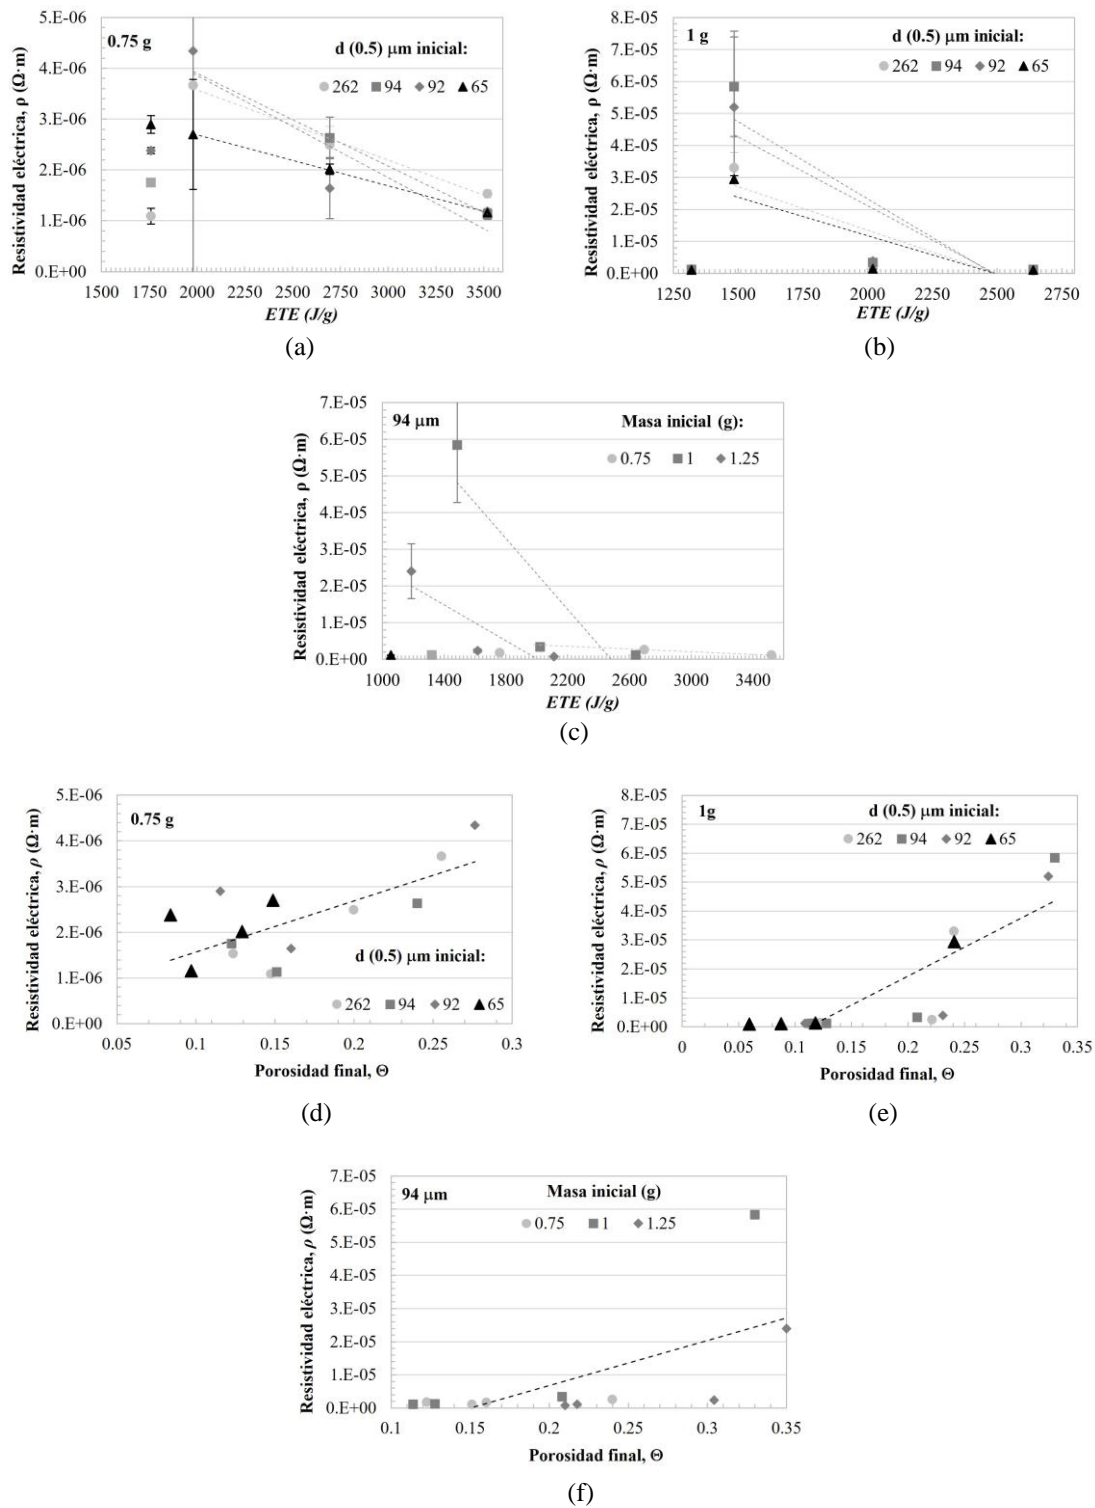 Resistividad eléctrica, ρ (Ω·m)
5.E-06
4.E-06
3.E-06
2.E-06
1.E-06
0.E+00
0.75 g
d (0.5) μm inicial:
262 94 92 65
1500 1750 2000 2250 2500 2750 3000 3250 3500
ETE (J/g)
(a)
Resistividad eléctrica, ρ (Ω·m)
8.E-05
7.E-05
6.E-05
5.E-05
4.E-05
3.E-05
2.E-05
1.E-05
0.E+00
1 g
d (0.5) μm inicial:
262 94 92 65
1250 1500 1750 2000 2250 2500 2750
ETE (J/g)
(b)
Resistividad eléctrica, ρ (Ω·m)
7.E-05
6.E-05
5.E-05
4.E-05
3.E-05
2.E-05
1.E-05
0.E+00
94 μm
Masa inicial (g):
0.75 1 1.25
1000 1400 1800 2200 2600 3000 3400
ETE (J/g)
(c)
Resistividad eléctrica, ρ (Ω·m)
5.E-06
4.E-06
3.E-06
2.E-06
1.E-06
0.E+00
0.75 g
d (0.5) μm inicial:
262 94 92 65
0.05 0.1 0.15 0.2 0.25 0.3
Porosidad final, Θ
(d)
Resistividad eléctrica, ρ (Ω·m)
8.E-05
7.E-05
6.E-05
5.E-05
4.E-05
3.E-05
2.E-05
1.E-05
0.E+00
1g
d (0.5) μm inicial:
262 94 92 65
0 0.05 0.1 0.15 0.2 0.25 0.3 0.35
Porosidad final, Θ
(e)
Resistividad eléctrica, ρ (Ω·m)
7.E-05
6.E-05
5.E-05
4.E-05
3.E-05
2.E-05
1.E-05
0.E+00
94 μm
Masa inicial (g)
0.75 1 1.25
0.1 0.15 0.2 0.25 0.3 0.35
Porosidad final, Θ
(f)